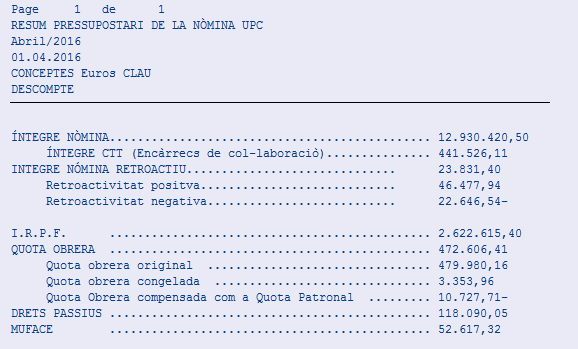 Page 1 de 1
RESUM PRESSUPOSTARI DE LA NÒMINA UPC
Abril/2016
01.04.2016
CONCEPTES Euros CLAU
DESCOMPTE
ÍNTEGRE NÒMINA.............................................. 12.930.420,50
ÍNTEGRE CTT (Encàrrecs de col-laboració)............... 441.526,11
INTEGRE NÓMINA RETROACTIU.............................. 23.831,40
Retroactivitat positva............................ 46.477,94
Retroactivitat negativa........................... 22.646,54-
I.R.P.F. .............................................. 2.622.615,40
QUOTA OBRERA .............................................. 472.606,41
Quota obrera original ................................ 479.980,16
Quota obrera congelada ............................... 3.353,96
Quota Obrera compensada com a Quota Patronal ......... 10.727,71-
DRETS PASSIUS .............................................. 118.090,05
MUFACE .............................................. 52.617,32